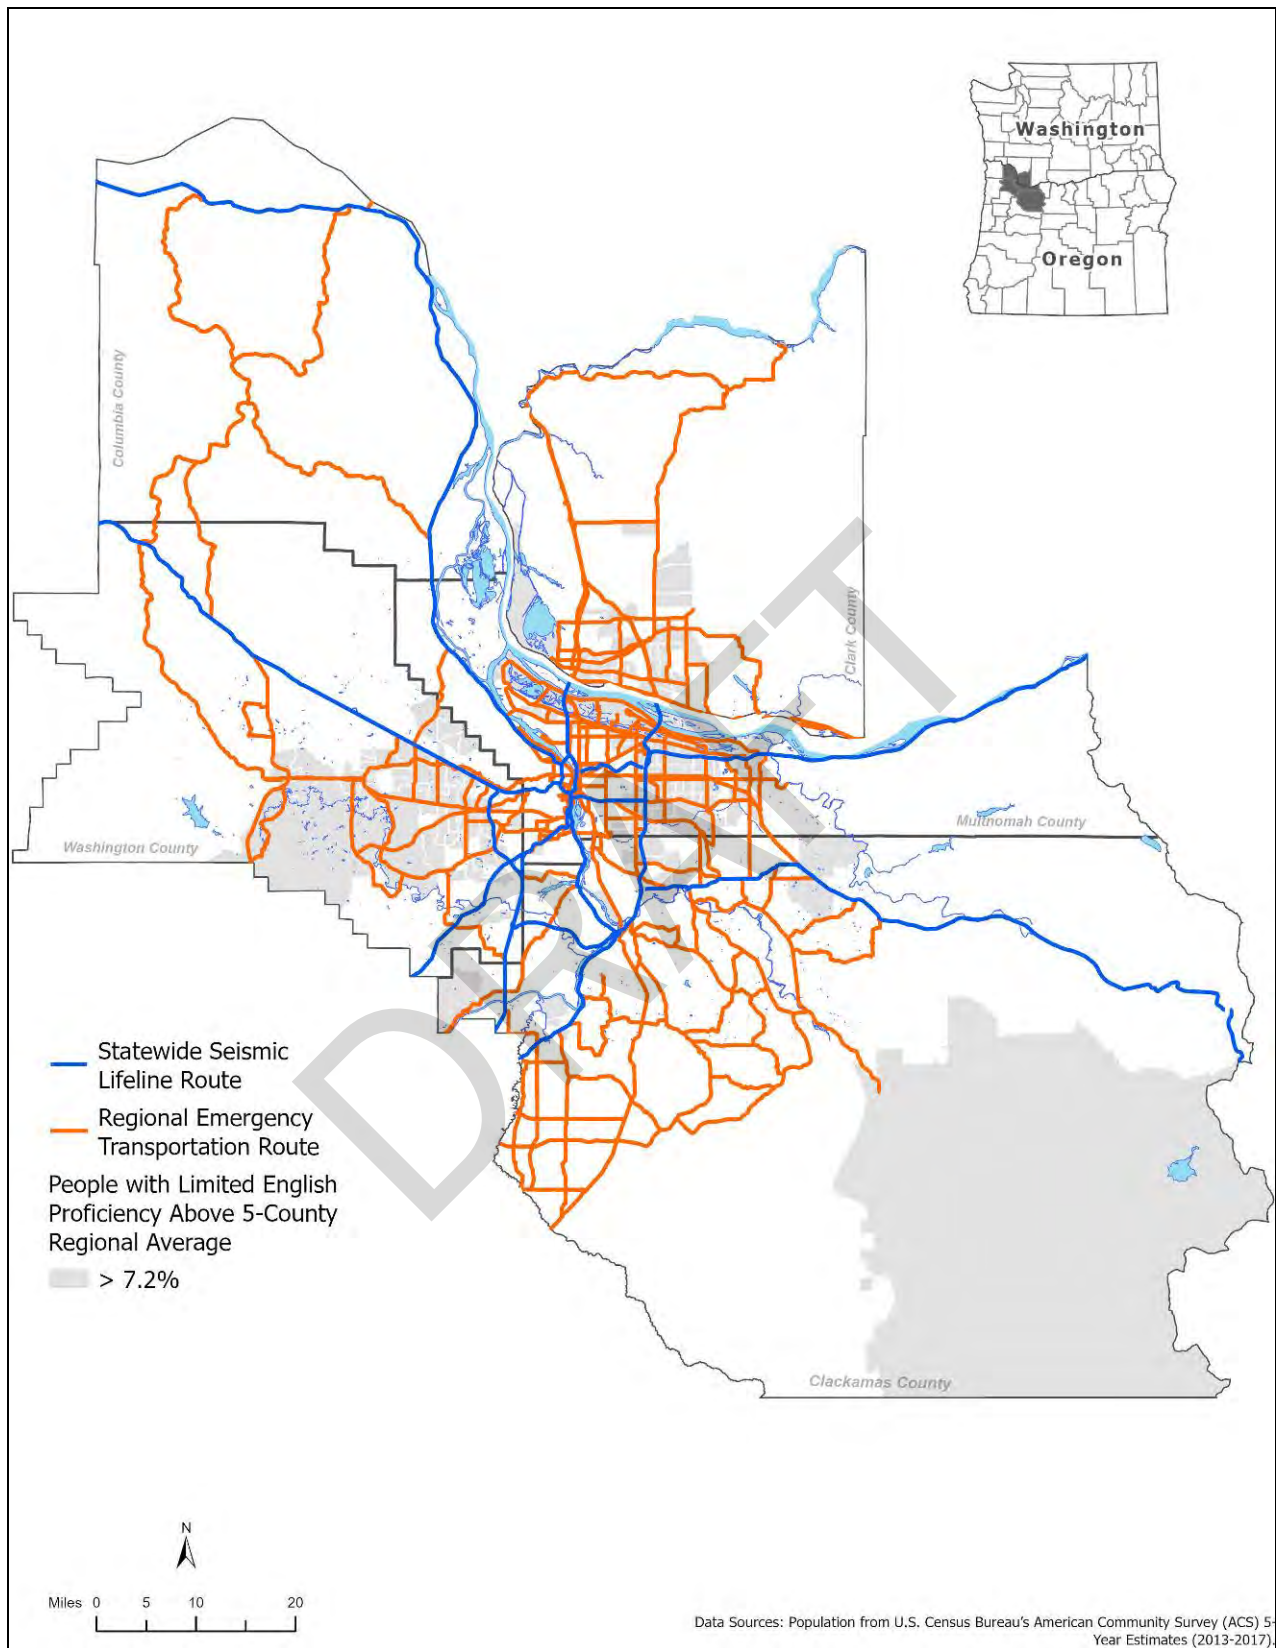 Washington
Oregon
Columbia County
Clark County
Multnomah County
Washington County
DRAFT
Statewide Seismic
Lifeline Route
Regional Emergency
Transportation Route
People with Limited English
Proficiency Above 5-County
Regional Average
> 7.2%
Clackamas County
N
Miles 0 5 10 20
Data Sources: Population from U.S. Census Bureau's American Community Survey (ACS) 5-
Year Estimates (2013-2017)